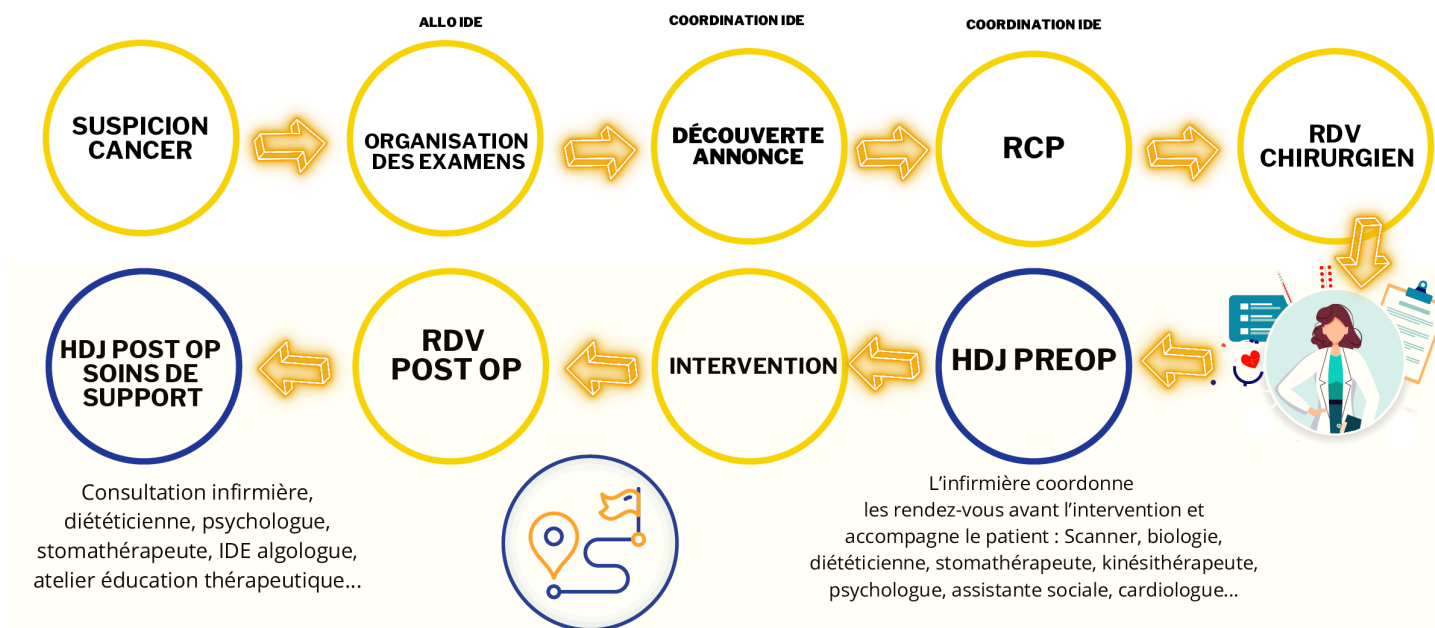 ALLO IDE
COORDINATION IDE
COORDINATION IDE
SUSPICION
CANCER
ORGANISATION
DES EXAMENS
DÉCOUVERTE
ANNONCE
RCP
RDV
CHIRURGIEN
HDJ POST OP
SOINS DE
SUPPORT
RDV
POST OP
INTERVENTION
HDJ PREOP
Consultation infirmière,
diététicienne, psychologue,
stomathérapeute, IDE algologue,
atelier éducation thérapeutique...
L’infirmière coordonne
les rendez-vous avant l’intervention et
accompagne le patient : Scanner, biologie,
diététicienne, stomathérapeute, kinésithérapeute,
psychologue, assistante sociale, cardiologue...